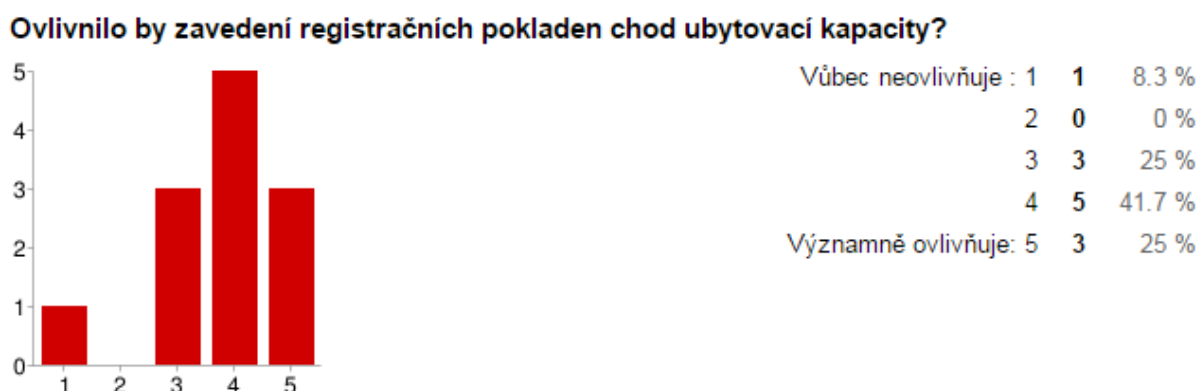 Ovlivnilo by zavedení registračních pokladen chod ubytovací kapacity?
5
4
3
2
1
0
1 2 3 4 5
Vůbec neovlivňuje : 1 1 8.3 %
2 0 0 %
3 3 25 %
4 5 41.7 %
Významně ovlivňuje: 5 3 25 %